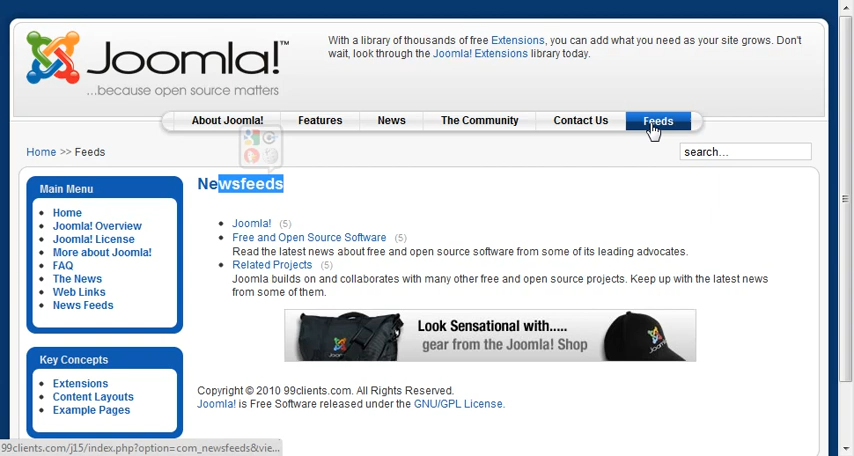 Joomla!™
...because open source matters
With a library of thousands of free Extensions, you can add what you need as your site grows. Don't
wait, look through the Joomla! Extensions library today.
About Joomla! Features News The Community Contact Us Feeds
Home >> Feeds
search...
Main Menu
Home
Joomla! Overview
Joomla! License
More about Joomla!
FAQ
The News
Web Links
News Feeds
Key Concepts
Extensions
Content Layouts
Example Pages
Newsfeeds
Joomla! (5)
Free and Open Source Software (5)
Read the latest news about free and open source software from some of its leading advocates.
Related Projects (5)
Joomla builds on and collaborates with many other free and open source projects. Keep up with the latest news
from some of them.
Look Sensational with.....
gear from the Joomla! Shop
Copyright © 2010 99clients.com. All Rights Reserved.
Joomla! is Free Software released under the GNU/GPL License.
99clients.com/j15/index.php?option=com_newsfeeds&vie...